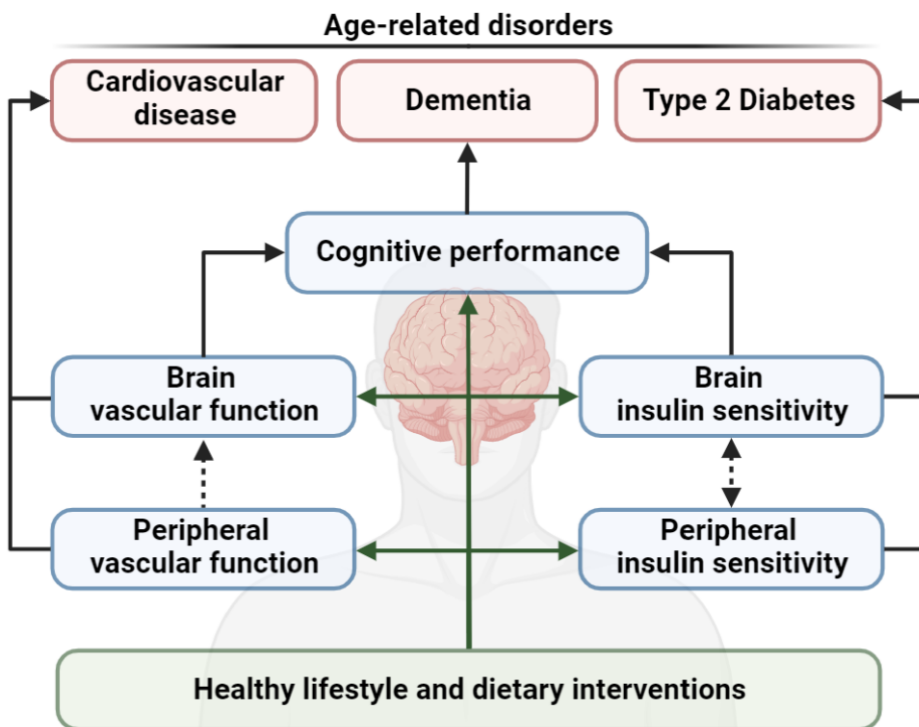 Age-related disorders
Cardiovascular
disease
Dementia
Type 2 Diabetes
Cognitive performance
Brain
vascular function
Brain
insulin sensitivity
Peripheral
vascular function
Peripheral
insulin sensitivity
Healthy lifestyle and dietary interventions